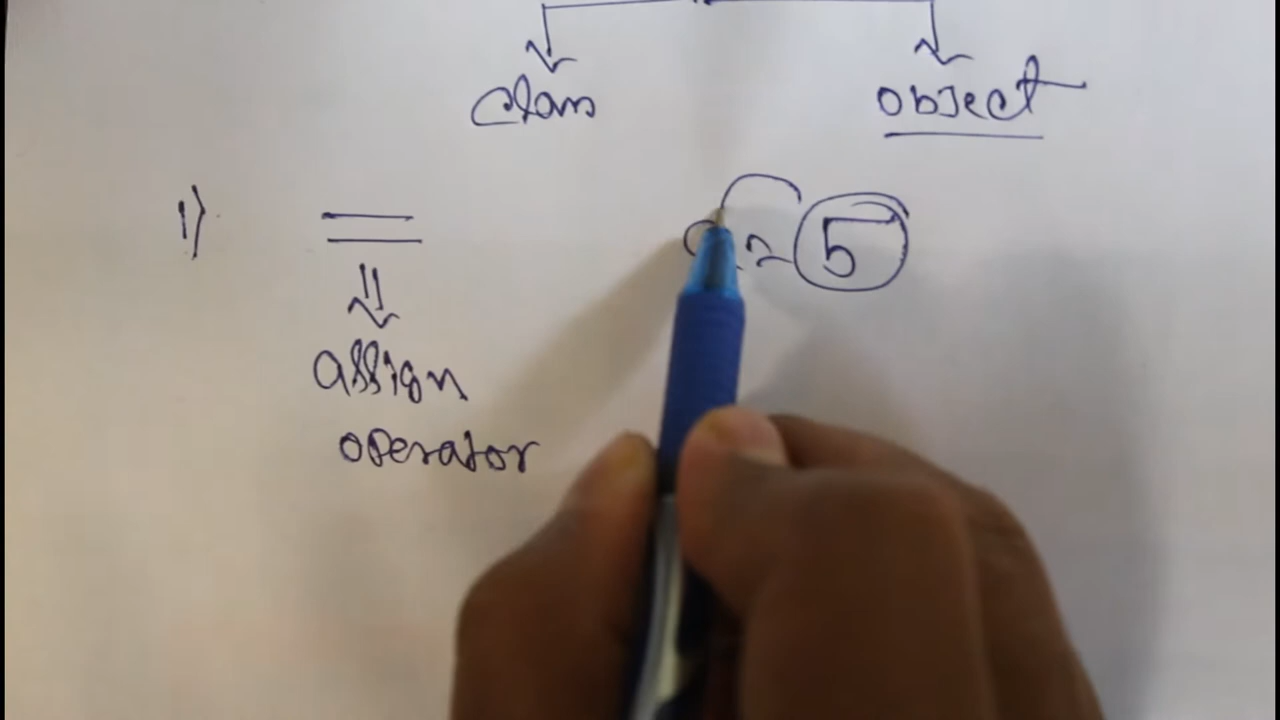 class
object
1) =
assign
operator
a = 5